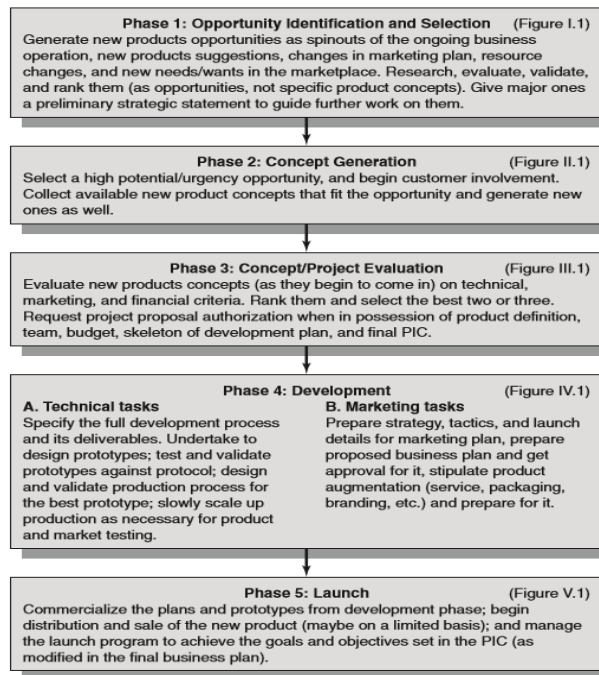 Phase 1: Opportunity Identification and Selection (Figure I.1)
Generate new products opportunities as spinouts of the ongoing business
operation, new products suggestions, changes in marketing plan, resource
changes, and new needs/wants in the marketplace. Research, evaluate, validate,
and rank them (as opportunities, not specific product concepts). Give major ones
a preliminary strategic statement to guide further work on them.
Phase 2: Concept Generation (Figure II.1)
Select a high potential/urgency opportunity, and begin customer involvement.
Collect available new product concepts that fit the opportunity and generate new
ones as well.
Phase 3: Concept/Project Evaluation (Figure III.1)
Evaluate new products concepts (as they begin to come in) on technical,
marketing, and financial criteria. Rank them and select the best two or three.
Request project proposal authorization when in possession of product definition,
team, budget, skeleton of development plan, and final PIC.
Phase 4: Development (Figure IV.1)
A. Technical tasks
Specify the full development process
and its deliverables. Undertake to
design prototypes; test and validate
prototypes against protocol; design
and validate production process for
the best prototype; slowly scale up
production as necessary for product
and market testing.
B. Marketing tasks
Prepare strategy, tactics, and launch
details for marketing plan, prepare
proposed business plan and get
approval for it, stipulate product
augmentation (service, packaging,
branding, etc.) and prepare for it.
Phase 5: Launch (Figure V.1)
Commercialize the plans and prototypes from development phase; begin
distribution and sale of the new product (maybe on a limited basis); and manage
the launch program to achieve the goals and objectives set in the PIC (as
modified in the final business plan).